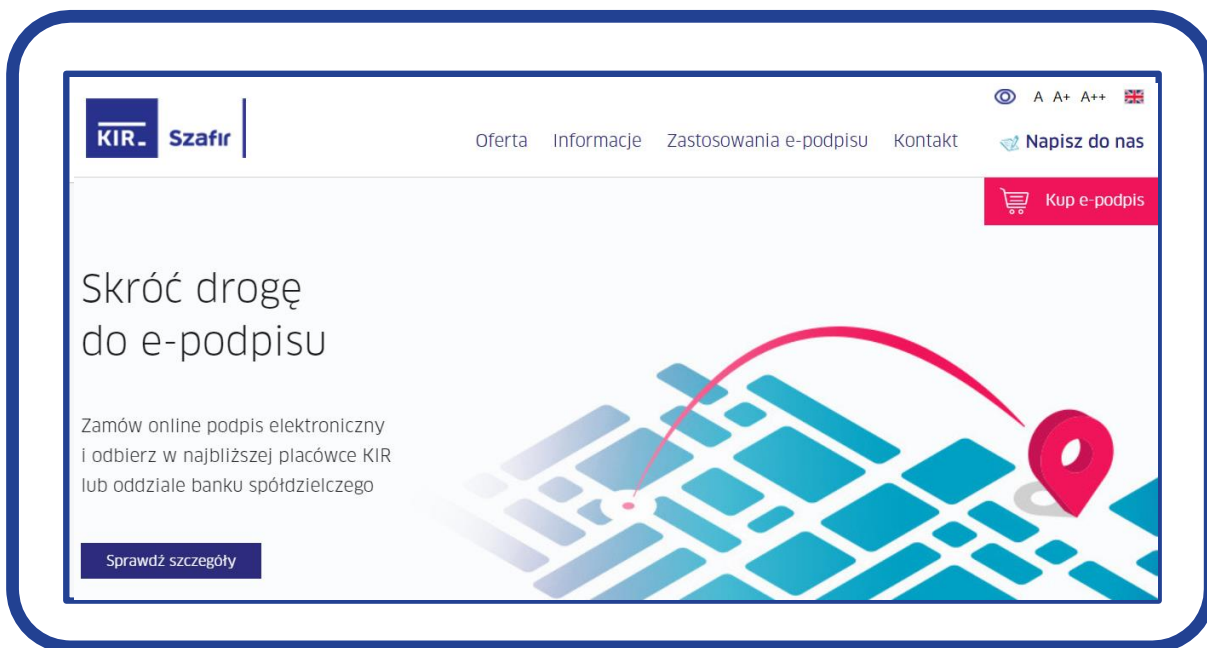 A A+ A++
KIR. Szafir
Oferta Informacje Zastosowania e-podpisu Kontakt Napisz do nas
Kup e-podpis
Skróć drogę
do e-podpisu
Zamów online podpis elektroniczny
i odbierz w najbliższej placówce KIR
lub oddziale banku spółdzielczego
Sprawdź szczegóły